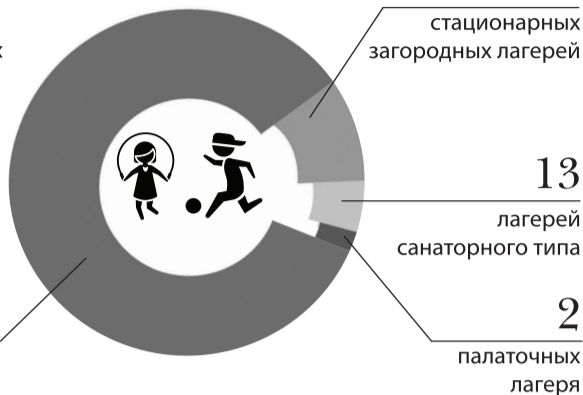 стационарных
загородных лагерей
13
лагерей
санаторного типа
2
палаточных
лагеря